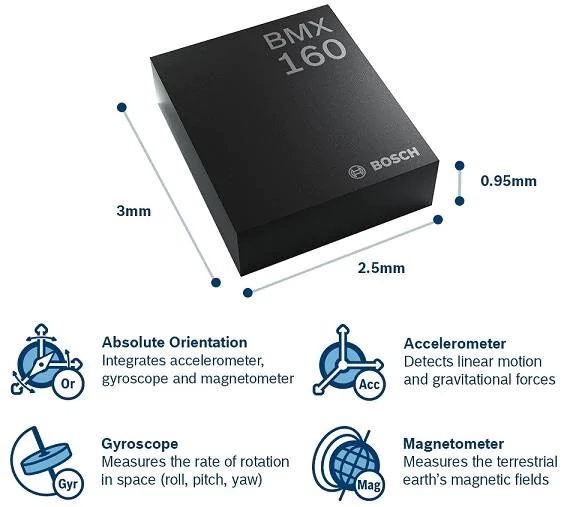 BMX
160
BOSCH
0.95mm
3mm
2.5mm
Absolute Orientation
Integrates accelerometer,
gyroscope and magnetometer
Or
Accelerometer
Detects linear motion
and gravitational forces
Acc
Gyroscope
Measures the rate of rotation
in space (roll, pitch, yaw)
Gyr
Magnetometer
Measures the terrestrial
earth's magnetic fields
Mag